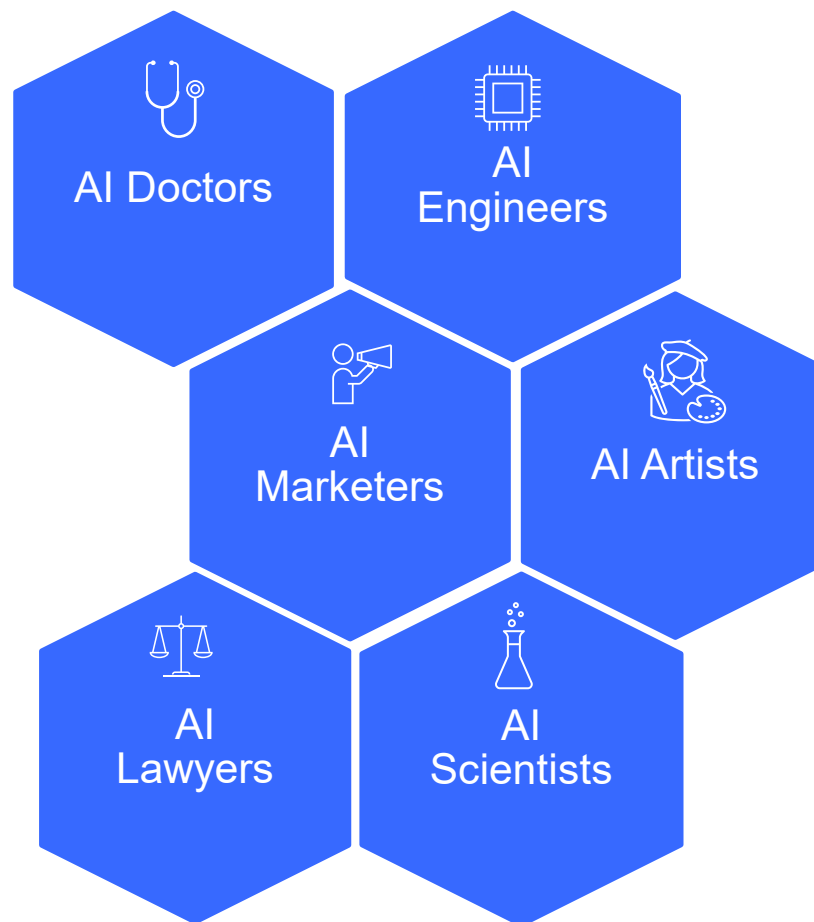 AI Doctors
AI
Engineers
AI
Marketers
AI Artists
AI
Lawyers
AI
Scientists